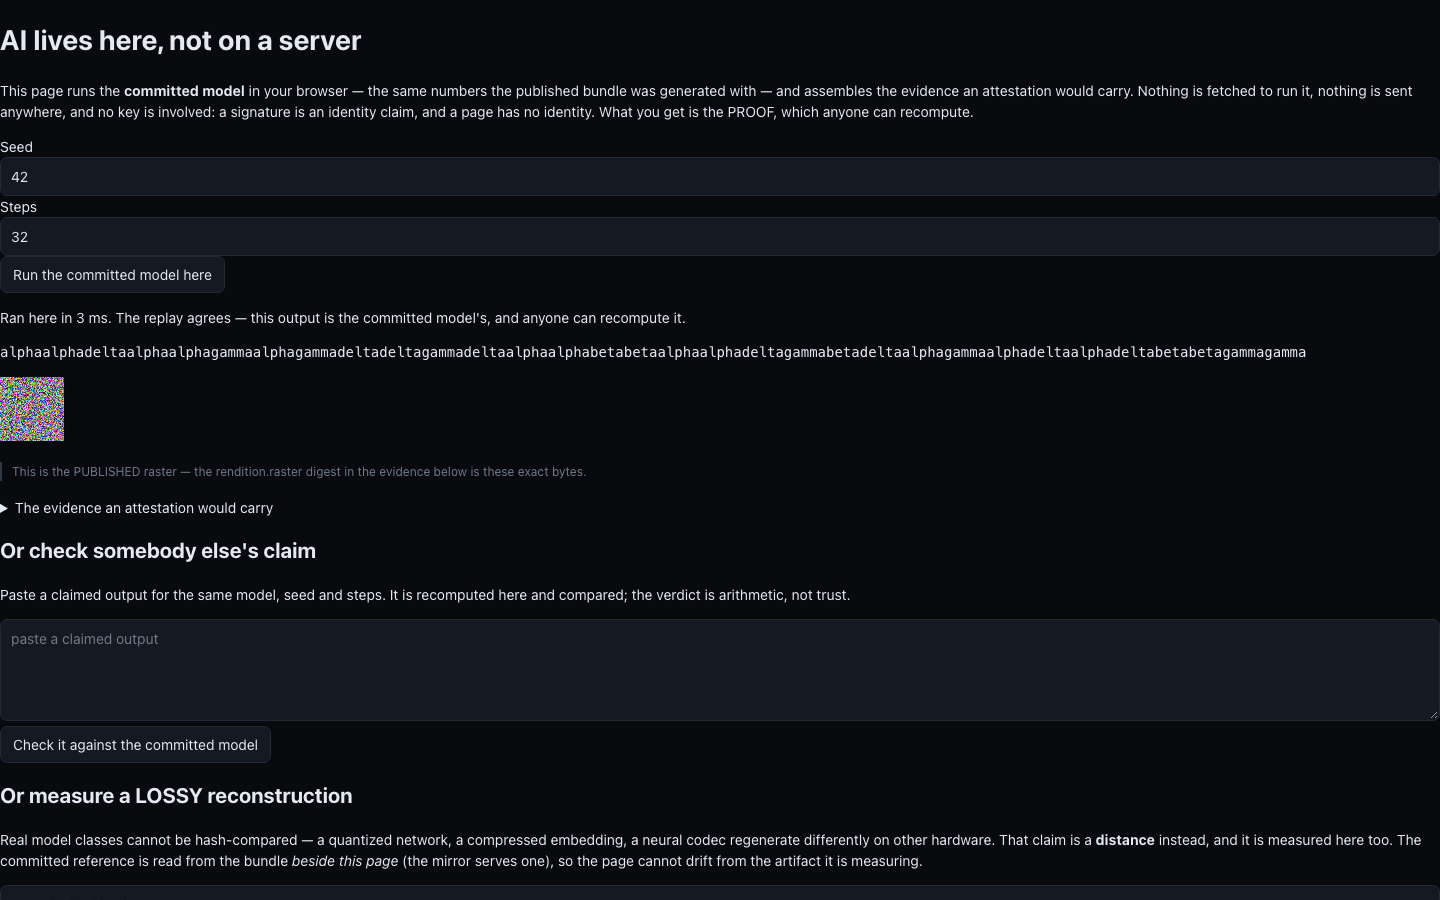 AI lives here, not on a server
This page runs the committed model in your browser — the same numbers the published bundle was generated with — and assembles the evidence an attestation would carry. Nothing is fetched to run it, nothing is sent
anywhere, and no key is involved: a signature is an identity claim, and a page has no identity. What you get is the PROOF, which anyone can recompute.
Seed
42
Steps
32
Run the committed model here
Ran here in 3 ms. The replay agrees — this output is the committed model's, and anyone can recompute it.
alphaalphadeltaalphaalphagammaalphagammadeltadeltagammadeltaalphaalphabetabetaalphaalphadeltagammabetadeltaalphagammaalphadeltaalphadeltabetabetagammagamma
This is the PUBLISHED raster — the rendition.raster digest in the evidence below is these exact bytes.
The evidence an attestation would carry
Or check somebody else's claim
Paste a claimed output for the same model, seed and steps. It is recomputed here and compared; the verdict is arithmetic, not trust.
paste a claimed output
Check it against the committed model
Or measure a LOSSY reconstruction
Real model classes cannot be hash-compared — a quantized network, a compressed embedding, a neural codec regenerate differently on other hardware. That claim is a distance instead, and it is measured here too. The
committed reference is read from the bundle beside this page (the mirror serves one), so the page cannot drift from the artifact it is measuring.